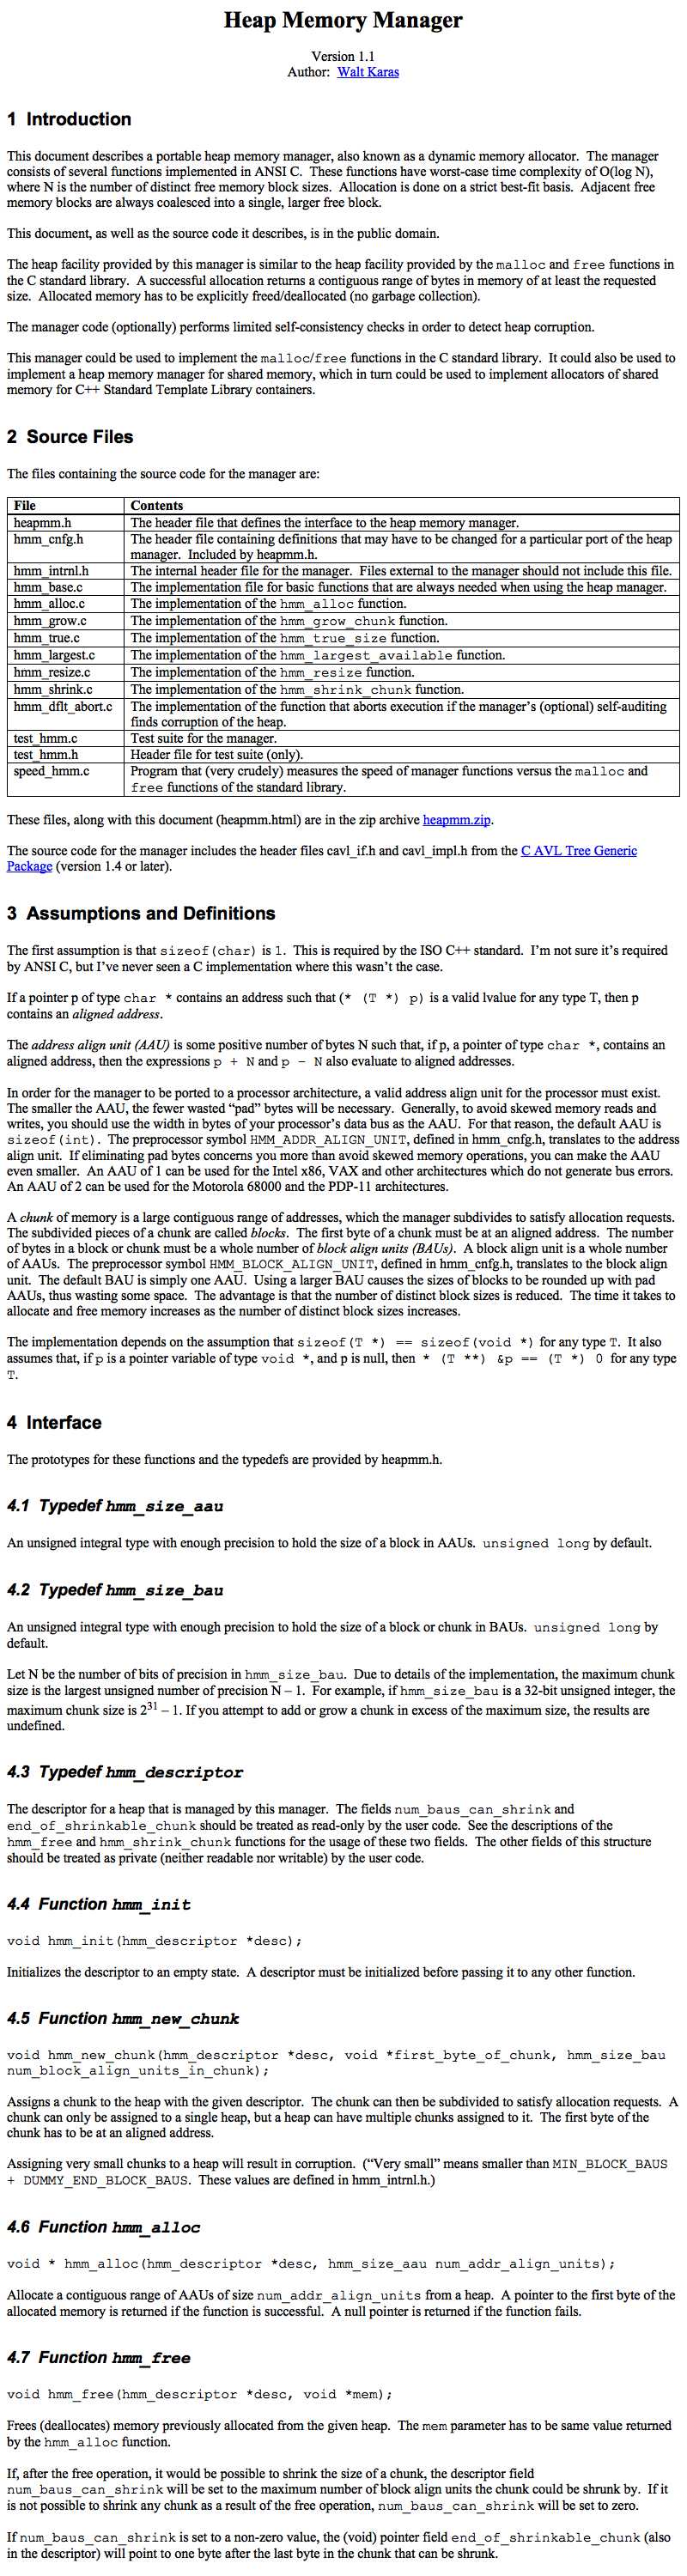 Heap Memory Manager
Version 1.1
Author:  Walt Karas
1  Introduction
This document describes a portable heap memory manager, also known as a dynamic memory allocator.  The manager
consists of several functions implemented in ANSI C.  These functions have worst-case time complexity of O(log N),
where N is the number of distinct free memory block sizes.  Allocation is done on a strict best-fit basis.  Adjacent free
memory blocks are always coalesced into a single, larger free block.
This document, as well as the source code it describes, is in the public domain.
The heap facility provided by this manager is similar to the heap facility provided by the malloc and free functions in
the C standard library.  A successful allocation returns a contiguous range of bytes in memory of at least the requested
size.  Allocated memory has to be explicitly freed/deallocated (no garbage collection).
The manager code (optionally) performs limited self-consistency checks in order to detect heap corruption.
This manager could be used to implement the malloc/free functions in the C standard library.  It could also be used to
implement a heap memory manager for shared memory, which in turn could be used to implement allocators of shared
memory for C++ Standard Template Library containers.
2  Source Files
The files containing the source code for the manager are:
File Contents
heapmm.h The header file that defines the interface to the heap memory manager.
hmm_cnfg.h The header file containing definitions that may have to be changed for a particular port of the heap
manager.  Included by heapmm.h.
hmm_intrnl.h The internal header file for the manager.  Files external to the manager should not include this file.
hmm_base.c The implementation file for basic functions that are always needed when using the heap manager.
hmm_alloc.c The implementation of the hmm_alloc function.
hmm_grow.c The implementation of the hmm_grow_chunk function.
hmm_true.c The implementation of the hmm_true_size function.
hmm_largest.c The implementation of the hmm_largest_available function.
hmm_resize.c The implementation of the hmm_resize function.
hmm_shrink.c The implementation of the hmm_shrink_chunk function.
hmm_dflt_abort.c The implementation of the function that aborts execution if the manager’s (optional) self-auditing
finds corruption of the heap.
test_hmm.c Test suite for the manager.
test_hmm.h Header file for test suite (only).
speed_hmm.c Program that (very crudely) measures the speed of manager functions versus the malloc and
free functions of the standard library.
These files, along with this document (heapmm.html) are in the zip archive heapmm.zip.
The source code for the manager includes the header files cavl_if.h and cavl_impl.h from the C AVL Tree Generic
Package (version 1.4 or later).
3  Assumptions and Definitions
The first assumption is that sizeof(char) is 1.  This is required by the ISO C++ standard.  I’m not sure it’s required
by ANSI C, but I’ve never seen a C implementation where this wasn’t the case.
If a pointer p of type char * contains an address such that (* (T *) p) is a valid lvalue for any type T, then p
contains an aligned address.
The address align unit (AAU) is some positive number of bytes N such that, if p, a pointer of type char *, contains an
aligned address, then the expressions p + N and p - N also evaluate to aligned addresses.
In order for the manager to be ported to a processor architecture, a valid address align unit for the processor must exist.
The smaller the AAU, the fewer wasted “pad” bytes will be necessary.  Generally, to avoid skewed memory reads and
writes, you should use the width in bytes of your processor’s data bus as the AAU.  For that reason, the default AAU is
sizeof(int).  The preprocessor symbol HMM_ADDR_ALIGN_UNIT, defined in hmm_cnfg.h, translates to the address
align unit.  If eliminating pad bytes concerns you more than avoid skewed memory operations, you can make the AAU
even smaller.  An AAU of 1 can be used for the Intel x86, VAX and other architectures which do not generate bus errors.
An AAU of 2 can be used for the Motorola 68000 and the PDP-11 architectures.
A chunk of memory is a large contiguous range of addresses, which the manager subdivides to satisfy allocation requests.
The subdivided pieces of a chunk are called blocks.  The first byte of a chunk must be at an aligned address.  The number
of bytes in a block or chunk must be a whole number of block align units (BAUs).  A block align unit is a whole number
of AAUs.  The preprocessor symbol HMM_BLOCK_ALIGN_UNIT, defined in hmm_cnfg.h, translates to the block align
unit.  The default BAU is simply one AAU.  Using a larger BAU causes the sizes of blocks to be rounded up with pad
AAUs, thus wasting some space.  The advantage is that the number of distinct block sizes is reduced.  The time it takes to
allocate and free memory increases as the number of distinct block sizes increases.
The implementation depends on the assumption that sizeof(T *) == sizeof(void *) for any type T.  It also
assumes that, if p is a pointer variable of type void *, and p is null, then * (T **) &p == (T *) 0 for any type
T.
4  Interface
The prototypes for these functions and the typedefs are provided by heapmm.h.
4.1  Typedef hmm_size_aau
An unsigned integral type with enough precision to hold the size of a block in AAUs.  unsigned long by default.
4.2  Typedef hmm_size_bau
An unsigned integral type with enough precision to hold the size of a block or chunk in BAUs.  unsigned long by
default.
Let N be the number of bits of precision in hmm_size_bau.  Due to details of the implementation, the maximum chunk
size is the largest unsigned number of precision N – 1.  For example, if hmm_size_bau is a 32-bit unsigned integer, the
maximum chunk size is 2^31 – 1. If you attempt to add or grow a chunk in excess of the maximum size, the results are
undefined.
4.3  Typedef hmm_descriptor
The descriptor for a heap that is managed by this manager.  The fields num_baus_can_shrink and
end_of_shrinkable_chunk should be treated as read-only by the user code.  See the descriptions of the
hmm_free and hmm_shrink_chunk functions for the usage of these two fields.  The other fields of this structure
should be treated as private (neither readable nor writable) by the user code.
4.4  Function hmm_init
void hmm_init(hmm_descriptor *desc);
Initializes the descriptor to an empty state.  A descriptor must be initialized before passing it to any other function.
4.5  Function hmm_new_chunk
void hmm_new_chunk(hmm_descriptor *desc, void *first_byte_of_chunk, hmm_size_bau
num_block_align_units_in_chunk);
Assigns a chunk to the heap with the given descriptor.  The chunk can then be subdivided to satisfy allocation requests.  A
chunk can only be assigned to a single heap, but a heap can have multiple chunks assigned to it.  The first byte of the
chunk has to be at an aligned address.
Assigning very small chunks to a heap will result in corruption.  (“Very small” means smaller than MIN_BLOCK_BAUS
+ DUMMY_END_BLOCK_BAUS.  These values are defined in hmm_intrnl.h.)
4.6  Function hmm_alloc
void * hmm_alloc(hmm_descriptor *desc, hmm_size_aau num_addr_align_units);
Allocate a contiguous range of AAUs of size num_addr_align_units from a heap.  A pointer to the first byte of the
allocated memory is returned if the function is successful.  A null pointer is returned if the function fails.
4.7  Function hmm_free
void hmm_free(hmm_descriptor *desc, void *mem);
Frees (deallocates) memory previously allocated from the given heap.  The mem parameter has to be same value returned
by the hmm_alloc function.
If, after the free operation, it would be possible to shrink the size of a chunk, the descriptor field
num_baus_can_shrink will be set to the maximum number of block align units the chunk could be shrunk by.  If it
is not possible to shrink any chunk as a result of the free operation, num_baus_can_shrink will be set to zero.
If num_baus_can_shrink is set to a non-zero value, the (void) pointer field end_of_shrinkable_chunk (also
in the descriptor) will point to one byte after the last byte in the chunk that can be shrunk.